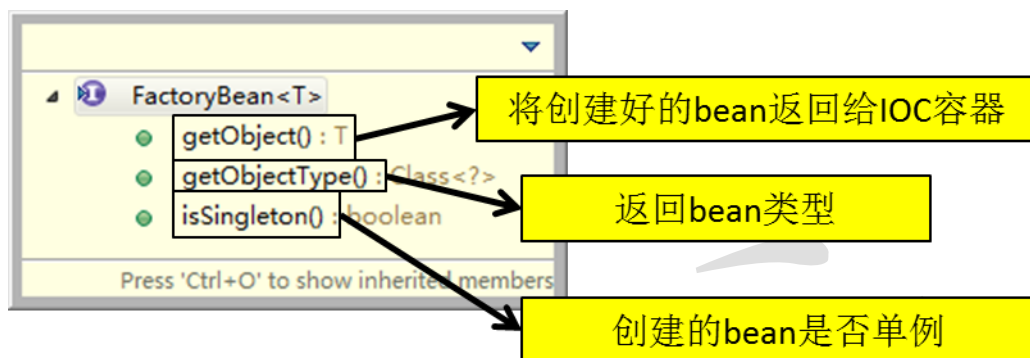 FactoryBean<T>
getObject() : T
将创建好的bean返回给IOC容器
getObjectType() : Class<?>
返回bean类型
isSingleton() : boolean
Press 'Ctrl+O' to show inherited members
创建的bean是否单例